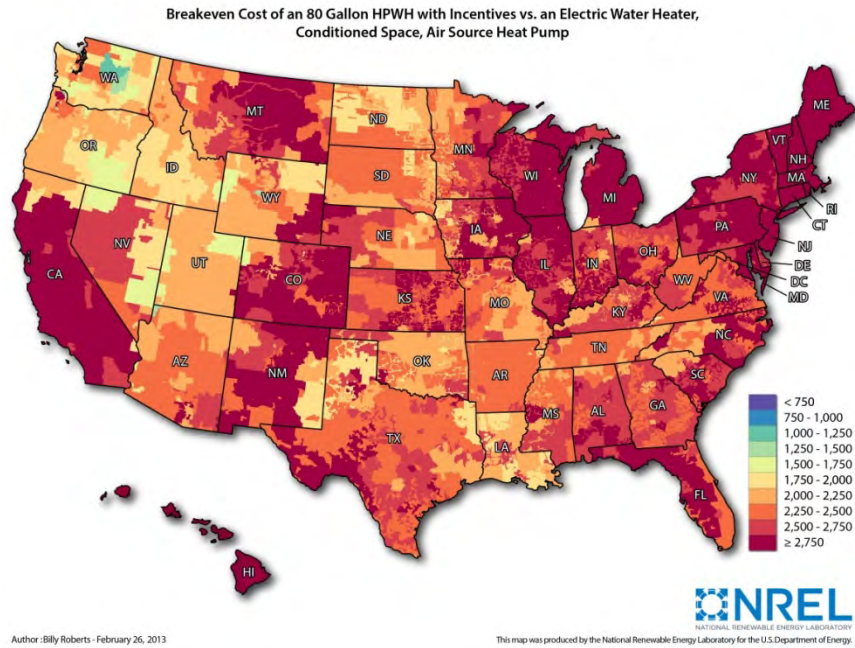 Breakeven Cost of an 80 Gallon HPWH with Incentives vs. an Electric Water Heater,
Conditioned Space, Air Source Heat Pump
WA
MT
ND
MN
ME
OR
ID
SD
WI
VT
NH
WY
MI
NY
MA
RI
CT
NV
NE
IA
PA
NJ
CA
UT
CO
IL
IN
OH
DE
DC
MD
KS
MO
WV
VA
KY
AZ
NM
OK
AR
TN
NC
SC
TX
MS
AL
GA
LA
FL
HI
< 750
750 - 1,000
1,000 - 1,250
1,250 - 1,500
1,500 - 1,750
1,750 - 2,000
2,000 - 2,250
2,250 - 2,500
2,500 - 2,750
≥ 2,750
NREL
NATIONAL RENEWABLE ENERGY LABORATORY
Author : Billy Roberts - February 26, 2013
This map was produced by the National Renewable Energy Laboratory for the U.S. Department of Energy.